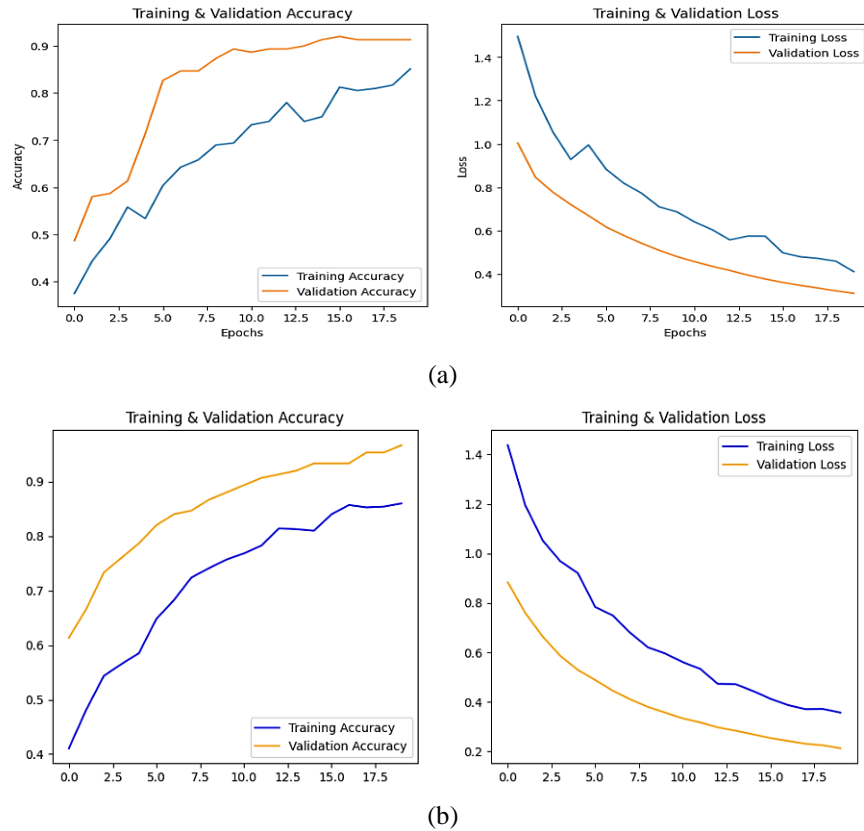 Training & Validation Accuracy
0.9
0.8
0.7
0.6
0.5
0.4
Accuracy
Training Accuracy
Validation Accuracy
0.0 2.5 5.0 7.5 10.0 12.5 15.0 17.5
Epochs
Training & Validation Loss
Training Loss
Validation Loss
1.4
1.2
1.0
0.8
0.6
0.4
Loss
0.0 2.5 5.0 7.5 10.0 12.5 15.0 17.5
Epochs
(a)
Training & Validation Accuracy
0.9
0.8
0.7
0.6
0.5
0.4
Training Accuracy
Validation Accuracy
0.0 2.5 5.0 7.5 10.0 12.5 15.0 17.5
Training & Validation Loss
Training Loss
Validation Loss
1.4
1.2
1.0
0.8
0.6
0.4
0.2
0.0 2.5 5.0 7.5 10.0 12.5 15.0 17.5
(b)